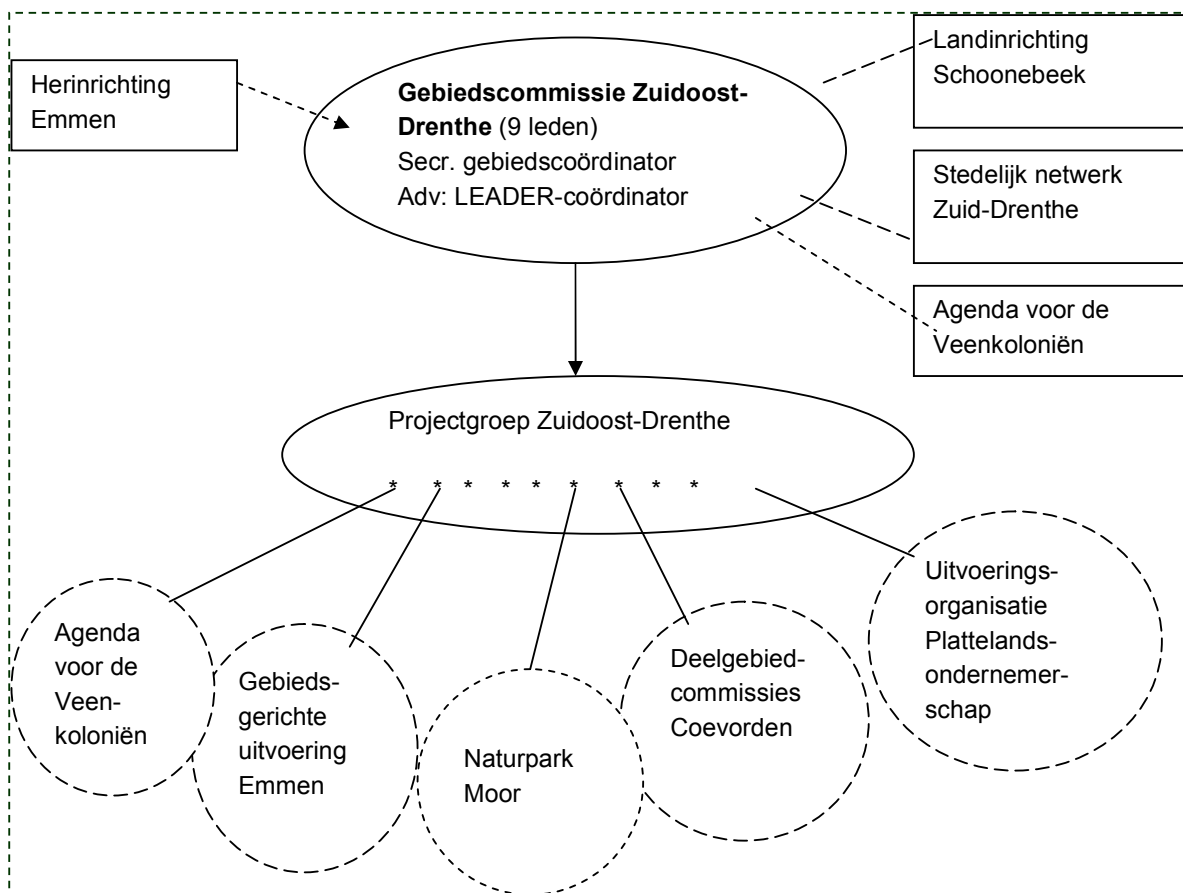 Herinrichting
Emmen
Gebiedscommissie Zuidoost-
Drenthe (9 leden)
Secr. gebiedscoördinator
Adv: LEADER-coördinator
Landinrichting
Schoonebeek
Stedelijk netwerk
Zuid-Drenthe
Agenda voor de
Veenkoloniën
Projectgroep Zuidoost-Drenthe
* * * * * * * * *
Agenda
voor de
Veen-
koloniën
Gebieds-
gerichte
uitvoering
Emmen
Naturpark
Moor
Deelgebied-
commissies
Coevorden
Uitvoerings-
organisatie
Plattelands-
ondernemer-
schap